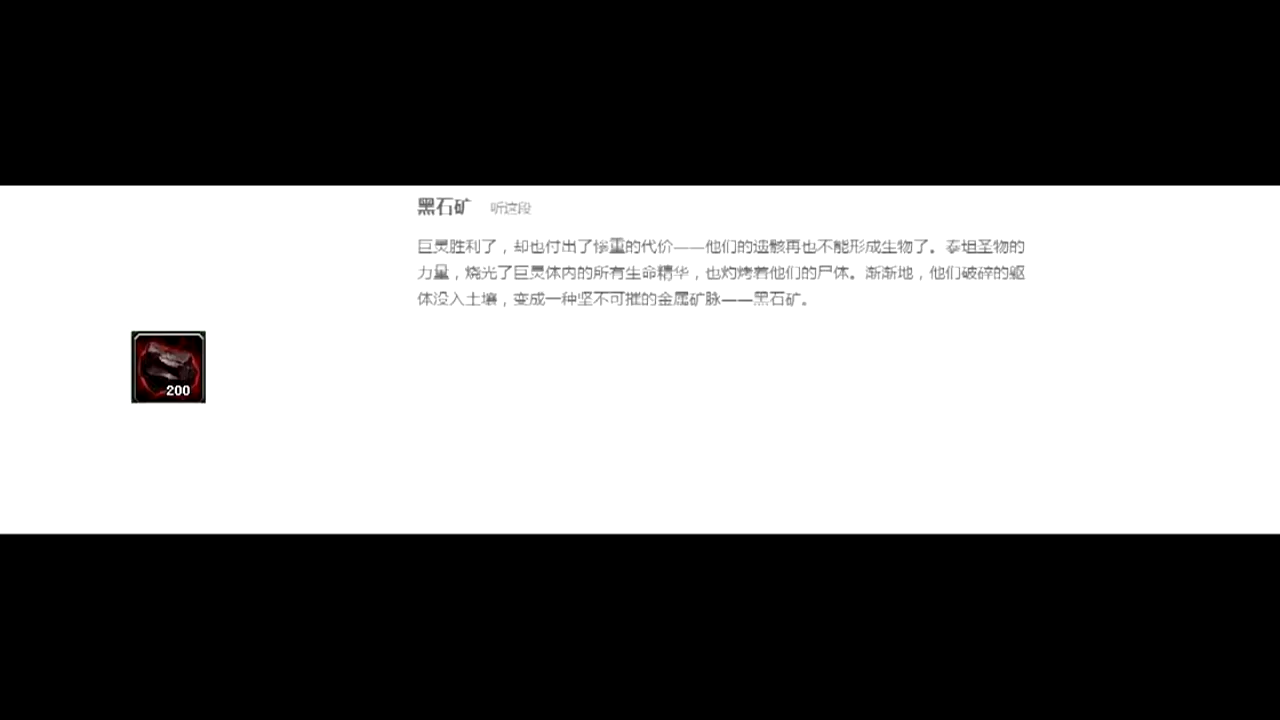 黑石矿 听这段
巨灵胜利了，却也付出了惨重的代价——他们的遗骸再也不能形成生物了。泰坦圣物的
力量，烧光了巨灵体内的所有生命精华，也灼烤着他们的尸体。渐渐地，他们破碎的躯
体没入土壤，变成一种坚不可摧的金属矿脉——黑石矿。
200